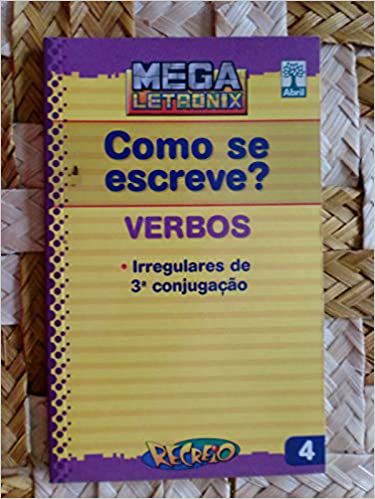 MEGA
LETRONIX
Abril
Como se
escreve?
VERBOS
• Irregulares de
3ª conjugação
RECREIO
4